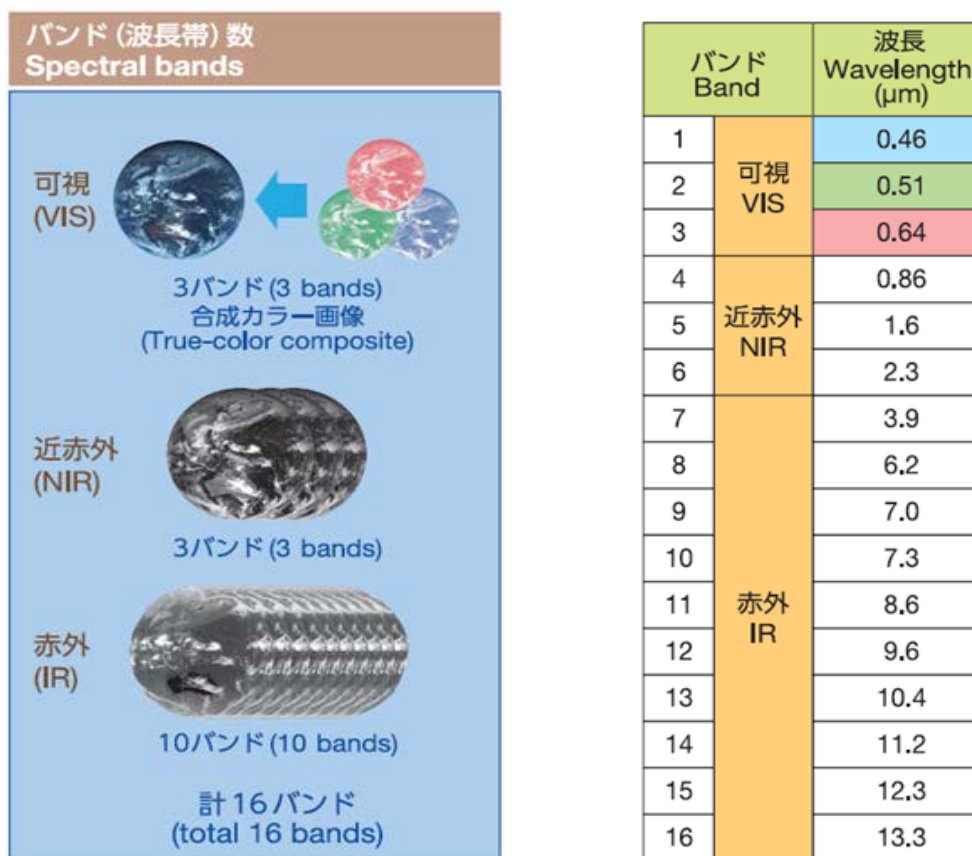 バンド（波長帯）数
Spectral bands
可視
(VIS)
3バンド(3 bands)
合成カラー画像
(True-color composite)
近赤外
(NIR)
3バンド(3 bands)
赤外
(IR)
10バンド(10 bands)
計16バンド
(total 16 bands)
バンド
Band
波長
Wavelength
(μm)
可視
VIS
1 0.46
2 0.51
3 0.64
近赤外
NIR
4 0.86
5 1.6
6 2.3
赤外
IR
7 3.9
8 6.2
9 7.0
10 7.3
11 8.6
12 9.6
13 10.4
14 11.2
15 12.3
16 13.3